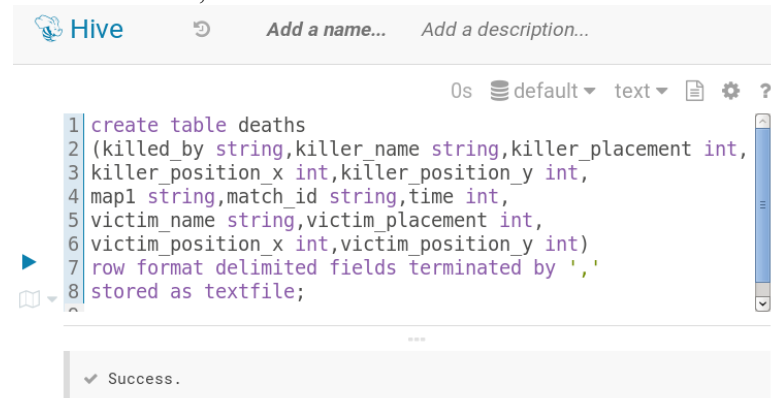 Hive Add a name... Add a description...
0s default text ?
1 create table deaths
2 (killed_by string,killer_name string,killer_placement int,
3 killer_position_x int,killer_position_y int,
4 map1 string,match_id string,time int,
5 victim_name string,victim_placement int,
6 victim_position_x int,victim_position_y int)
7 row format delimited fields terminated by ','
8 stored as textfile;
Success.